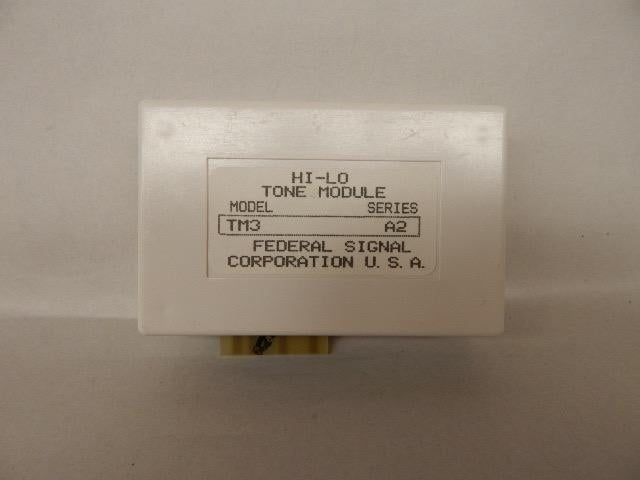 HI-LO
TONE MODULE
MODEL SERIES
TM3 A2
FEDERAL SIGNAL
CORPORATION U.S.A.